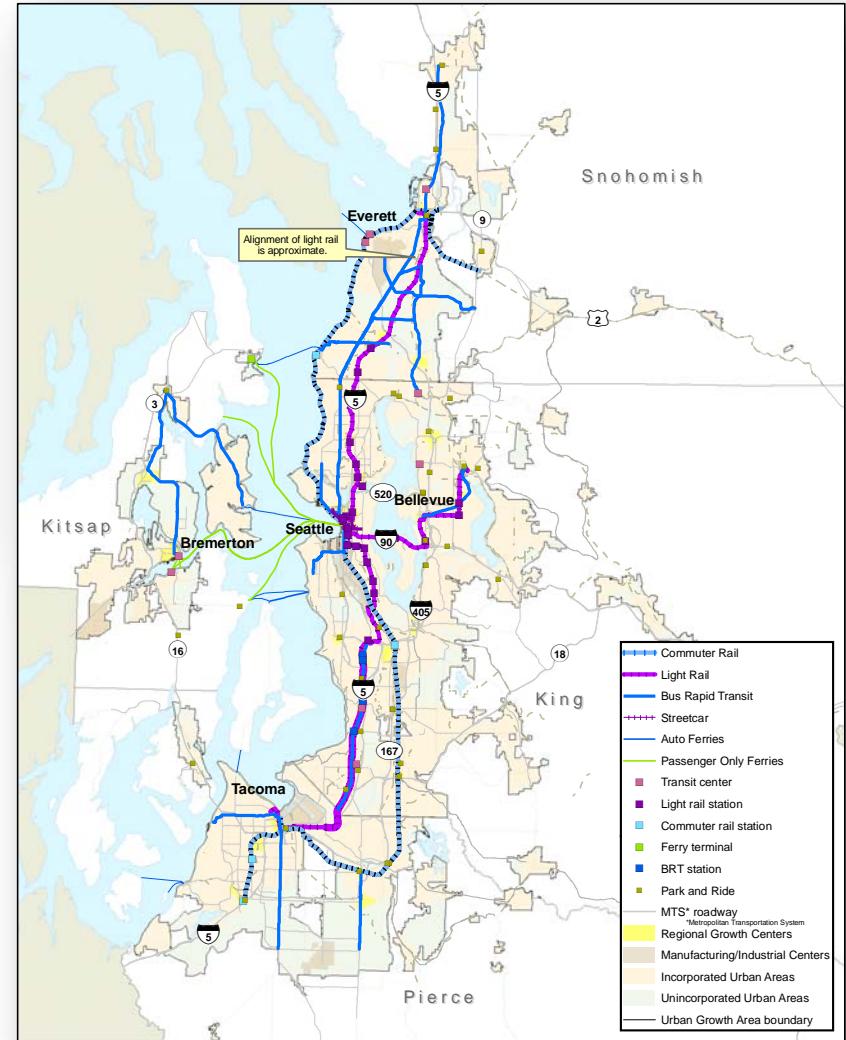 5
Snohomish
Everett
9
Alignment of light rail
is approximate.
2
3
5
520
Bellevue
Kitsap
Seattle
Bremerton
90
405
16
18
5
King
167
Tacoma
5
Pierce
Commuter Rail
Light Rail
Bus Rapid Transit
Streetcar
Auto Ferries
Passenger Only Ferries
Transit center
Light rail station
Commuter rail station
Ferry terminal
BRT station
Park and Ride
MTS* roadway
*Metropolitan Transportation System
Regional Growth Centers
Manufacturing/Industrial Centers
Incorporated Urban Areas
Unincorporated Urban Areas
Urban Growth Area boundary